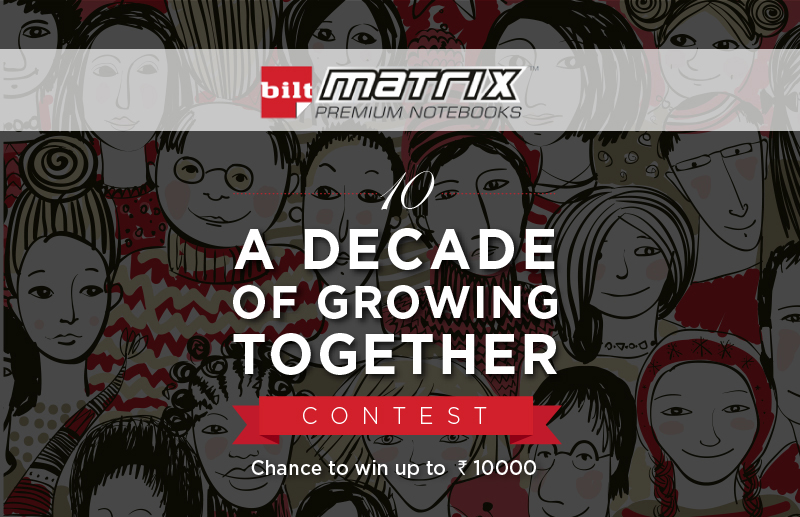 bilt matrix™
PREMIUM NOTEBOOKS
10
A DECADE
OF GROWING
TOGETHER
CONTEST
Chance to win up to ₹ 10000